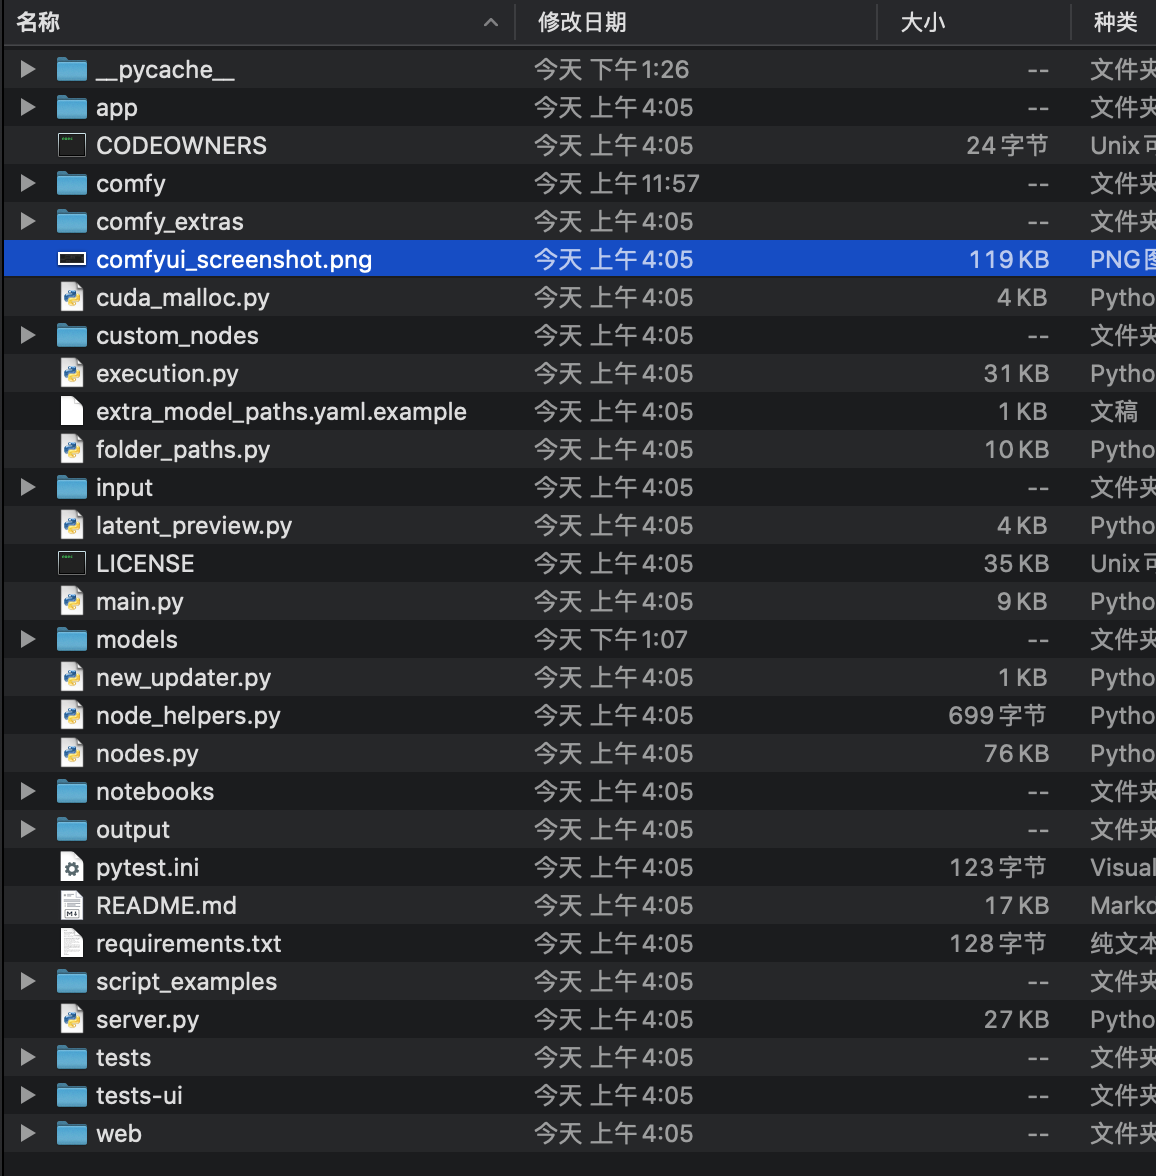 名称 修改日期 大小 种类
__pycache__ 今天 下午 1:26 -- 文件夹
app 今天 上午 4:05 -- 文件夹
CODEOWNERS 今天 上午 4:05 24 字节 Unix可
comfy 今天 上午 11:57 -- 文件夹
comfy_extras 今天 上午 4:05 -- 文件夹
comfyui_screenshot.png 今天 上午 4:05 119 KB PNG图
cuda_malloc.py 今天 上午 4:05 4 KB Pytho
custom_nodes 今天 上午 4:05 -- 文件夹
execution.py 今天 上午 4:05 31 KB Pytho
extra_model_paths.yaml.example 今天 上午 4:05 1 KB 文稿
folder_paths.py 今天 上午 4:05 10 KB Pytho
input 今天 上午 4:05 -- 文件夹
latent_preview.py 今天 上午 4:05 4 KB Pytho
LICENSE 今天 上午 4:05 35 KB Unix可
main.py 今天 上午 4:05 9 KB Pytho
models 今天 下午 1:07 -- 文件夹
new_updater.py 今天 上午 4:05 1 KB Pytho
node_helpers.py 今天 上午 4:05 699 字节 Pytho
nodes.py 今天 上午 4:05 76 KB Pytho
notebooks 今天 上午 4:05 -- 文件夹
output 今天 上午 4:05 -- 文件夹
pytest.ini 今天 上午 4:05 123 字节 Visual
README.md 今天 上午 4:05 17 KB Markd
requirements.txt 今天 上午 4:05 128 字节 纯文本
script_examples 今天 上午 4:05 -- 文件夹
server.py 今天 上午 4:05 27 KB Pytho
tests 今天 上午 4:05 -- 文件夹
tests-ui 今天 上午 4:05 -- 文件夹
web 今天 上午 4:05 -- 文件夹